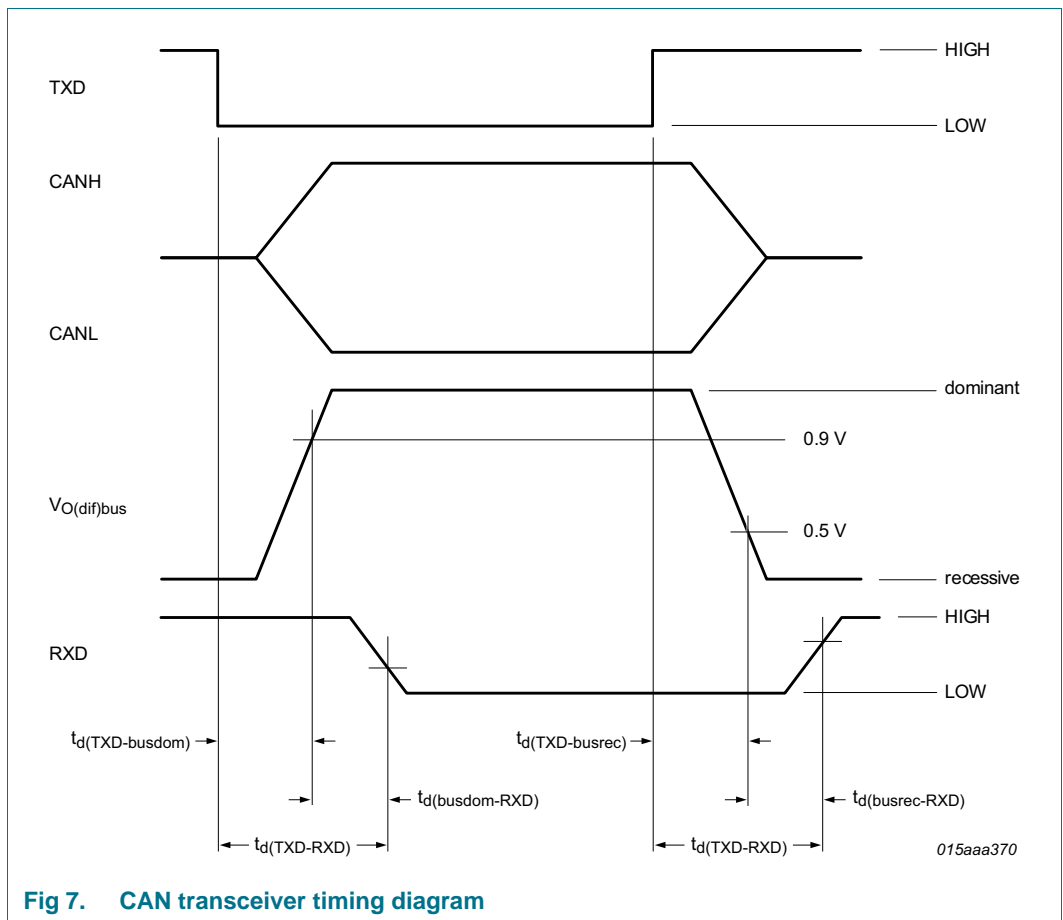 HIGH
TXD
LOW
CANH
CANL
dominant
0.9 V
VO(dif)bus
0.5 V
recessive
HIGH
RXD
LOW
td(TXD-busdom)
td(TXD-busrec)
td(busdom-RXD)
td(busrec-RXD)
td(TXD-RXD)
td(TXD-RXD)
015aaa370
Fig 7. CAN transceiver timing diagram